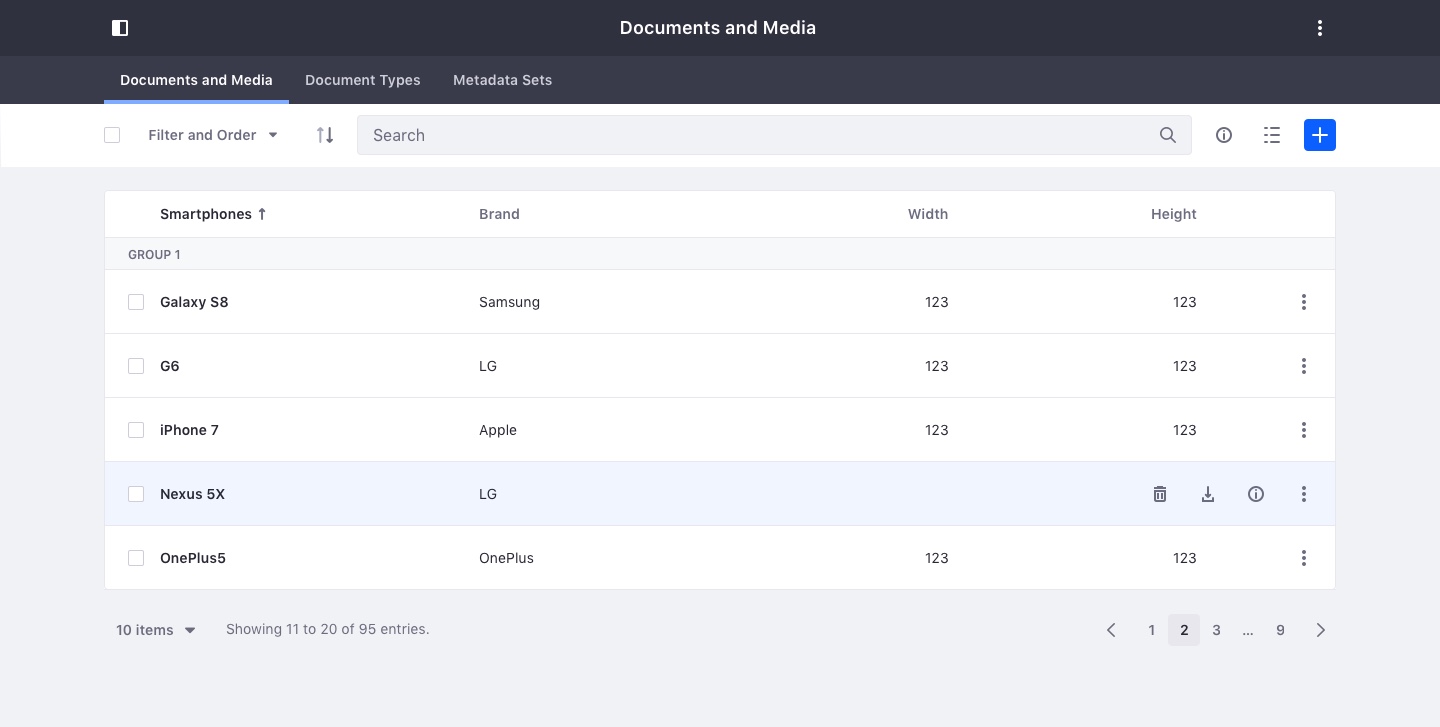 Documents and Media
Documents and Media Document Types Metadata Sets
Filter and Order Search
Smartphones Brand Width Height
GROUP 1
Galaxy S8 Samsung 123 123
G6 LG 123 123
iPhone 7 Apple 123 123
Nexus 5X LG
OnePlus5 OnePlus 123 123
10 items Showing 11 to 20 of 95 entries. 1 2 3 ... 9